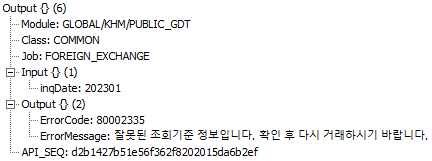 Output {} (6)
Module: GLOBAL/KHM/PUBLIC_GDT
Class: COMMON
Job: FOREIGN_EXCHANGE
Input {} (1)
inqDate: 202301
Output {} (2)
ErrorCode: 80002335
ErrorMessage: 잘못된 조회기준 정보입니다. 확인 후 다시 거래하시기 바랍니다.
API_SEQ: d2b1427b51e56f362f8202015da6b2ef